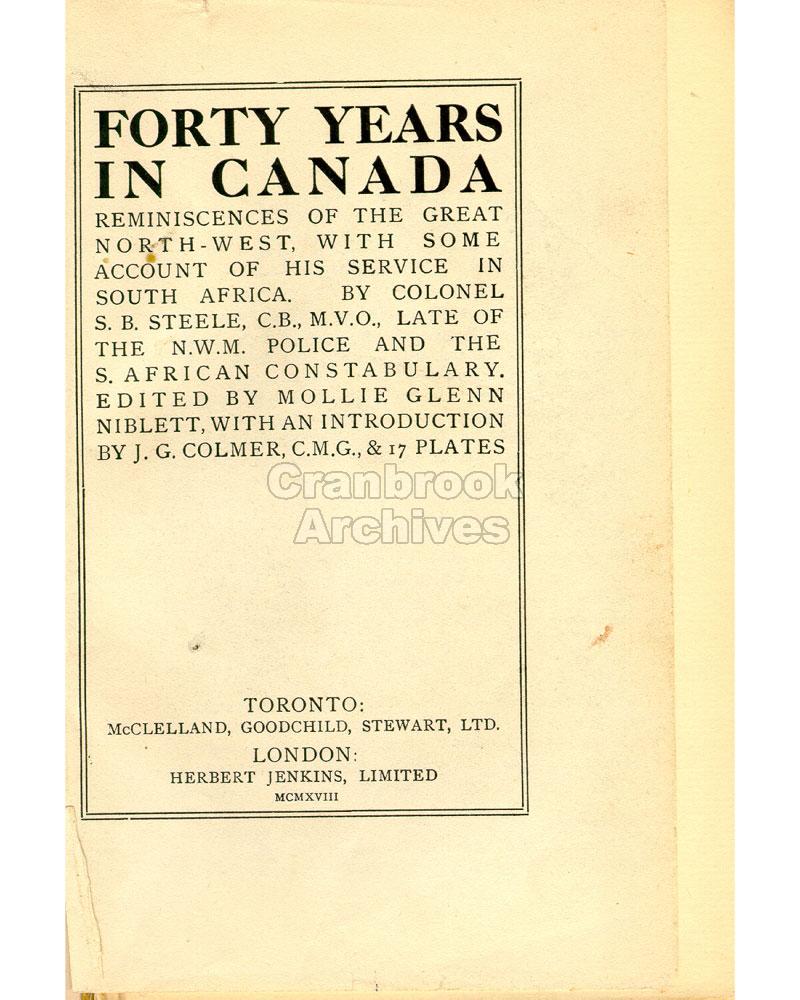 FORTY YEARS
IN CANADA
REMINISCENCES OF THE GREAT
NORTH-WEST, WITH SOME
ACCOUNT OF HIS SERVICE IN
SOUTH AFRICA. BY COLONEL
S. B. STEELE, C.B., M.V.O., LATE OF
THE N.W.M. POLICE AND THE
S. AFRICAN CONSTABULARY.
EDITED BY MOLLIE GLENN
NIBLETT, WITH AN INTRODUCTION
BY J. G. COLMER, C.M.G., & 17 PLATES
Cranbrook
Archives
TORONTO:
McCLELLAND, GOODCHILD, STEWART, LTD.
LONDON:
HERBERT JENKINS, LIMITED
MCMXVIII